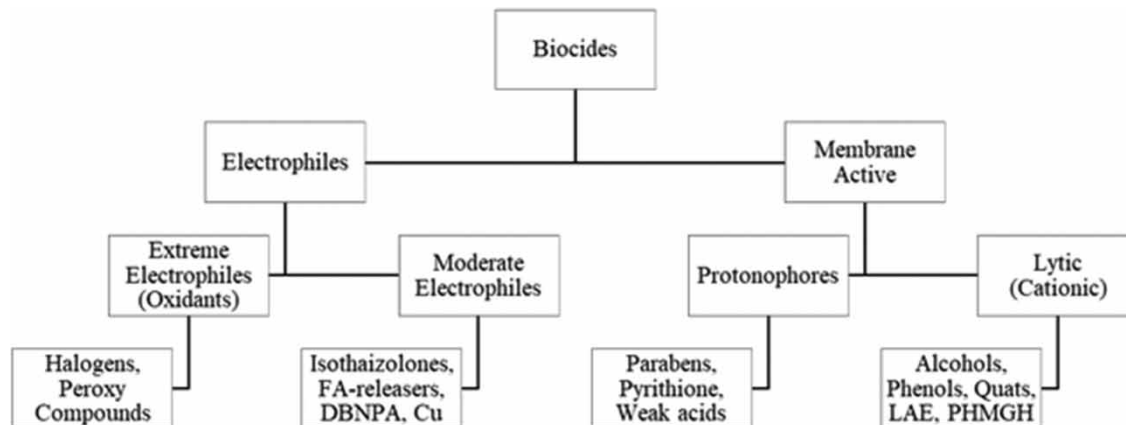 Biocides
Electrophiles
Membrane
Active
Extreme
Electrophiles
(Oxidants)
Moderate
Electrophiles
Protonophores
Lytic
(Cationic)
Halogens,
Peroxy
Compounds
Isothaizolones,
FA-releasers,
DBNPA, Cu
Parabens,
Pyrithione,
Weak acids
Alcohols,
Phenols, Quats,
LAE, PHMGH